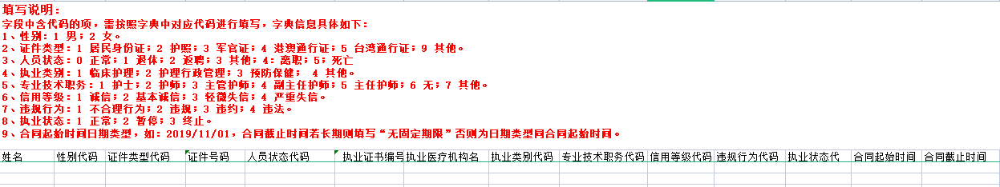 填写说明：
字段中含代码的项，需按照字典中对应代码进行填写，字典信息具体如下：
1、性别：1 男；2 女。
2、证件类型：1 居民身份证；2 护照；3 军官证；4 港澳通行证；5 台湾通行证；9 其他。
3、人员状态：0 正常；1 退休；2 返聘；3 其他；4：离职；5；死亡
4、执业类别：1 临床护理；2 护理行政管理；3 预防保健； 4 其他。
5、专业技术职务：1 护士；2 护师；3 主管护师；4 副主任护师；5 主任护师；6 无；7 其他。
6、信用等级：1 诚信；2 基本诚信；3 轻微失信；4 严重失信。
7、违规行为：1 不合理行为；2 违规；3 违约；4 违法。
8、执业状态：1 正常；2 暂停；3 终止。
9、合同起始时间日期类型，如：2019/11/01，合同截止时间若长期则填写“无固定期限”否则为日期类型同合同起始时间。
姓名 性别代码 证件类型代码 证件号码 人员状态代码 执业证书编号 执业医疗机构名 执业类别代码 专业技术职务代码 信用等级代码 违规行为代码 执业状态代 合同起始时间 合同截止时间